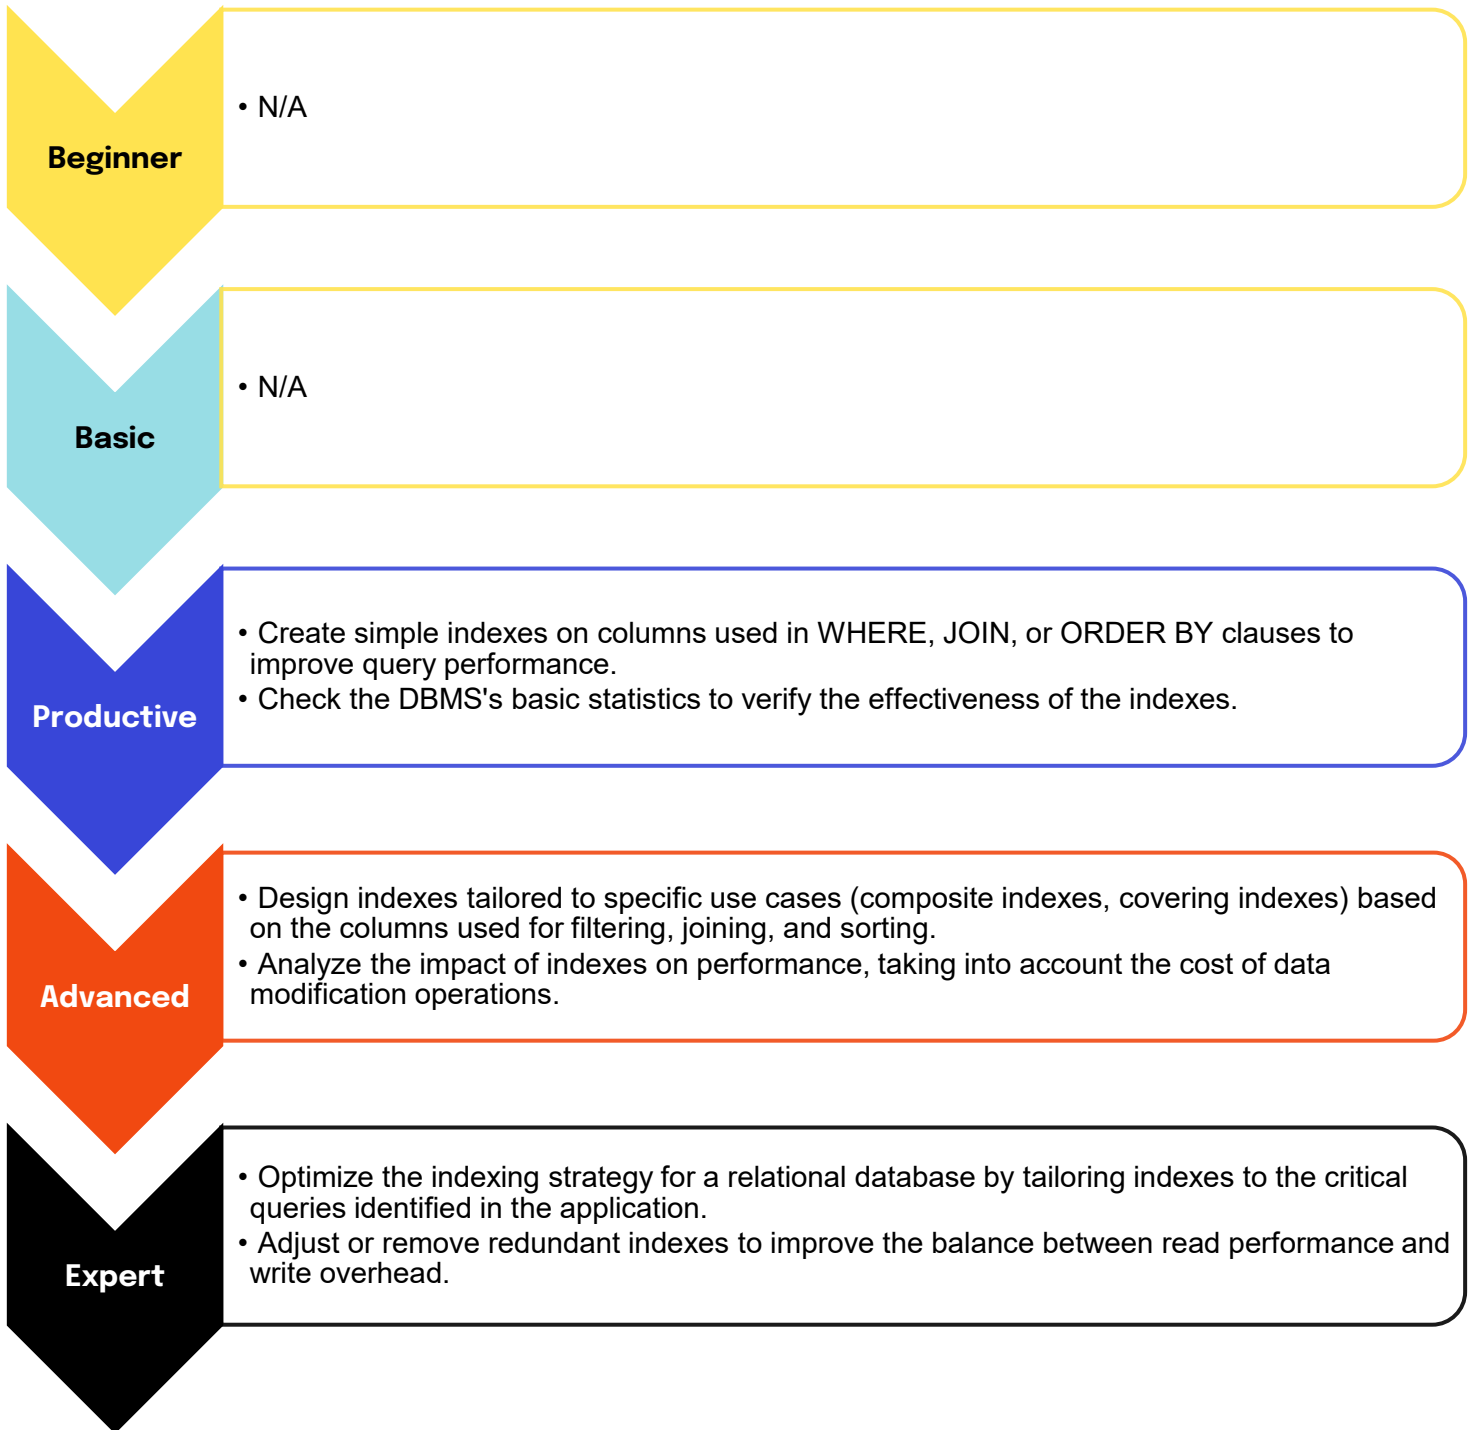 Beginner
• N/A
Basic
• N/A
Productive
• Create simple indexes on columns used in WHERE, JOIN, or ORDER BY clauses to
improve query performance.
• Check the DBMS's basic statistics to verify the effectiveness of the indexes.
Advanced
• Design indexes tailored to specific use cases (composite indexes, covering indexes) based
on the columns used for filtering, joining, and sorting.
• Analyze the impact of indexes on performance, taking into account the cost of data
modification operations.
Expert
• Optimize the indexing strategy for a relational database by tailoring indexes to the critical
queries identified in the application.
• Adjust or remove redundant indexes to improve the balance between read performance and
write overhead.